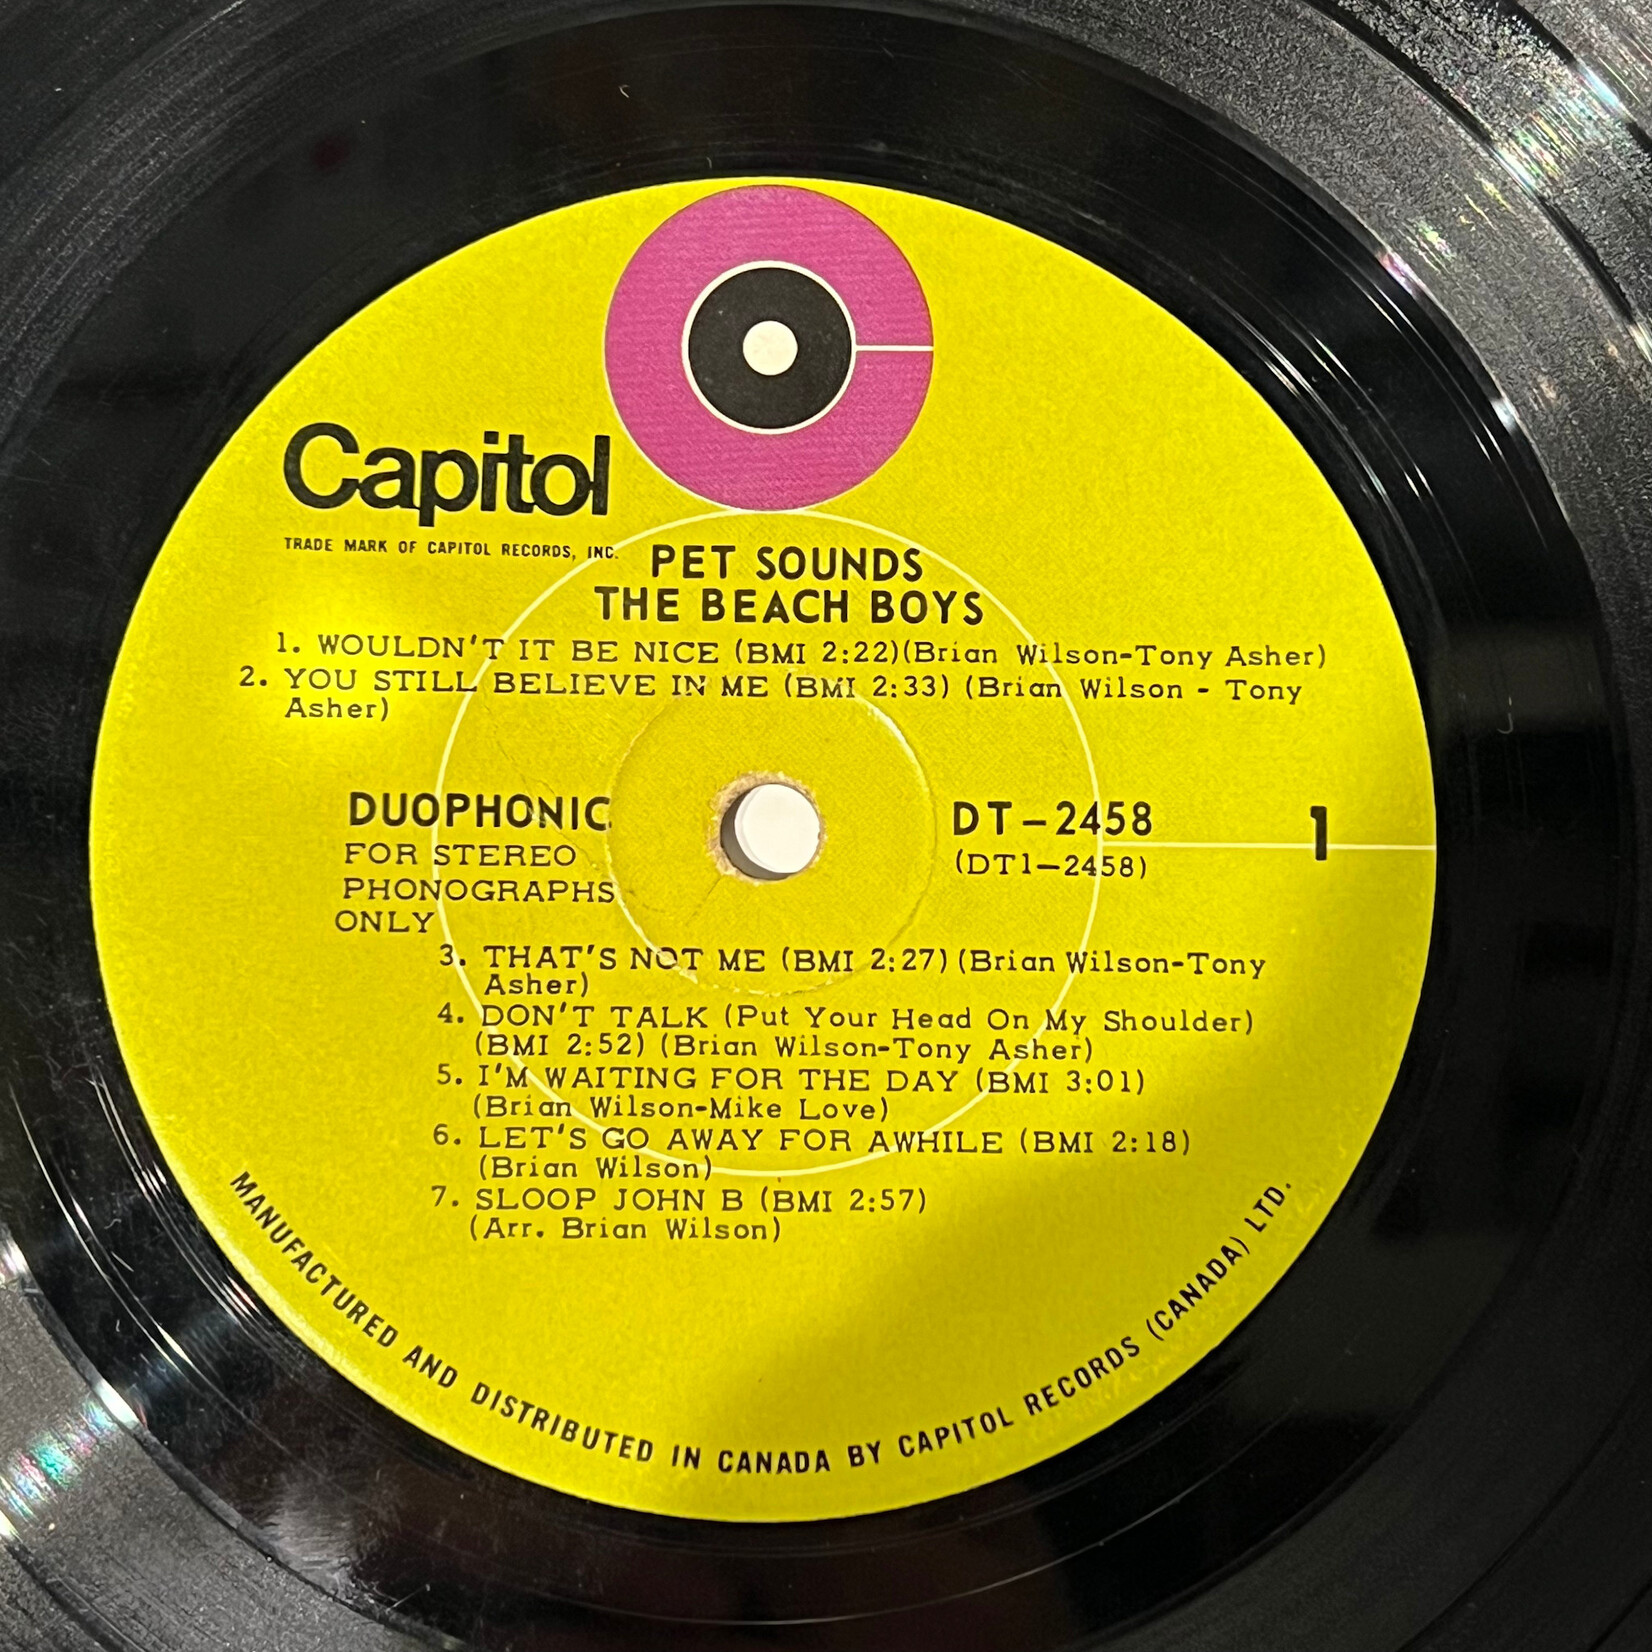 Capitol
TRADE MARK OF CAPITOL RECORDS, INC.
PET SOUNDS
THE BEACH BOYS
1. WOULDN'T IT BE NICE (BMI 2:22)(Brian Wilson-Tony Asher)
2. YOU STILL BELIEVE IN ME (BMI 2:33) (Brian Wilson - Tony
Asher)
DUOPHONIC
FOR STEREO
PHONOGRAPHS
ONLY
DT-2458
(DT1-2458)
1
3. THAT'S NOT ME (BMI 2:27) (Brian Wilson-Tony
Asher)
4. DON'T TALK (Put Your Head On My Shoulder)
(BMI 2:52) (Brian Wilson-Tony Asher)
5. I'M WAITING FOR THE DAY (BMI 3:01)
(Brian Wilson-Mike Love)
6. LET'S GO AWAY FOR AWHILE (BMI 2:18)
(Brian Wilson)
7. SLOOP JOHN B (BMI 2:57)
(Arr. Brian Wilson)
MANUFACTURED AND DISTRIBUTED IN CANADA BY CAPITOL RECORDS (CANADA) LTD.